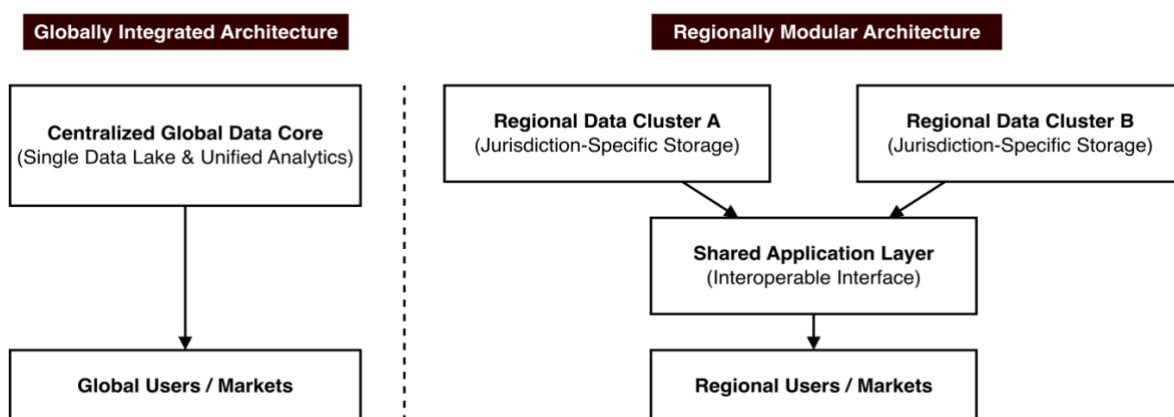 Globally Integrated Architecture
Centralized Global Data Core
(Single Data Lake & Unified Analytics)
Global Users / Markets
Regionally Modular Architecture
Regional Data Cluster A
(Jurisdiction-Specific Storage)
Regional Data Cluster B
(Jurisdiction-Specific Storage)
Shared Application Layer
(Interoperable Interface)
Regional Users / Markets